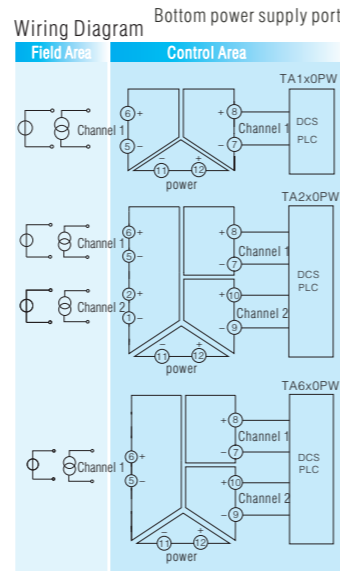 Wiring Diagram
Bottom power supply port
Field Area
Control Area
TA1x0PW
6 +
+ 8
Channel 1
Channel 1
5 −
− 7
DCS
PLC
− +
11 12
power
TA2x0PW
6 +
+ 8
Channel 1
Channel 1
5 −
− 7
2 +
+ 10
Channel 2
Channel 2
1 −
− 9
DCS
PLC
− +
11 12
power
TA6x0PW
+ 8
Channel 1
6 +
− 7
Channel 1
5 −
+ 10
Channel 2
− 9
DCS
PLC
− +
11 12
power